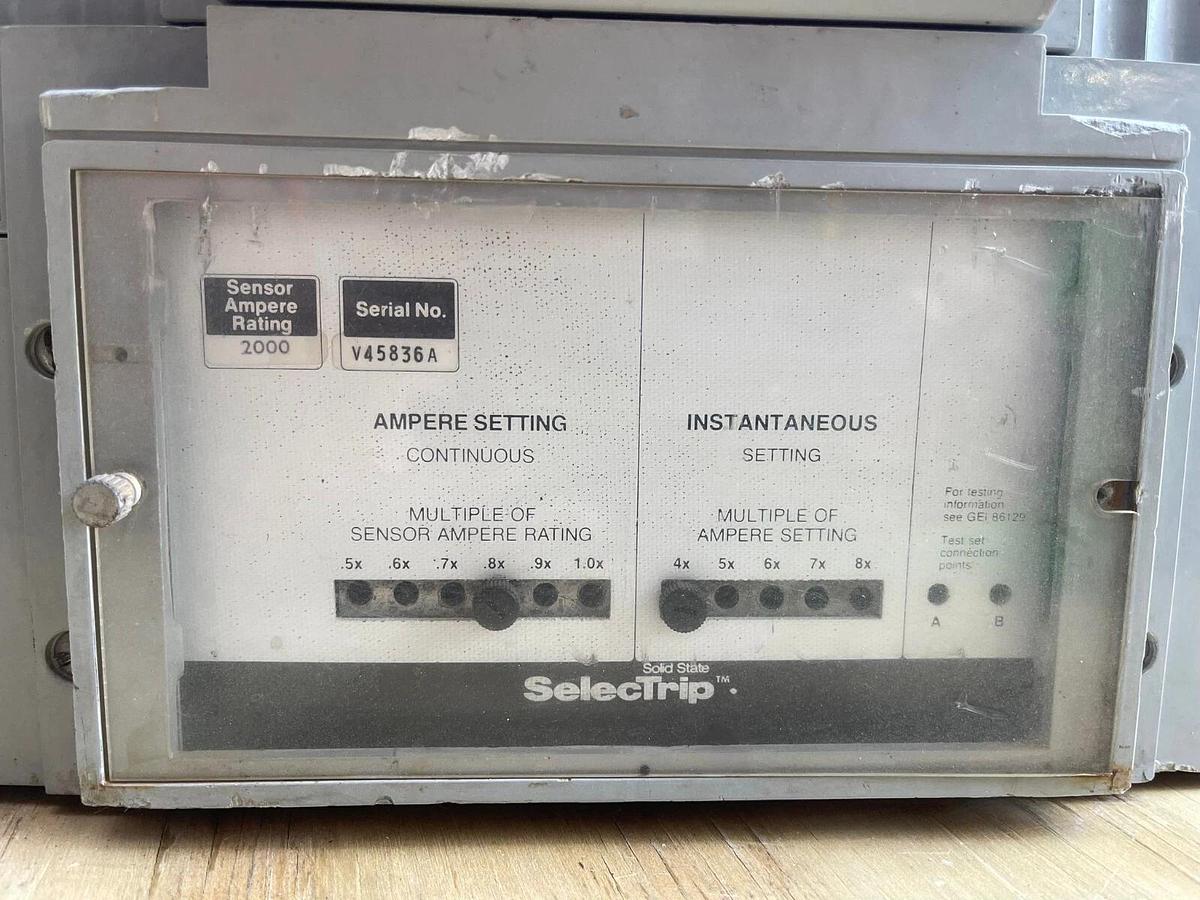 Sensor
Ampere
Rating
2000
Serial No.
V45836A
AMPERE SETTING
CONTINUOUS
MULTIPLE OF
SENSOR AMPERE RATING
.5x .6x .7x .8x .9x 1.0x
INSTANTANEOUS
SETTING
MULTIPLE OF
AMPERE SETTING
4x 5x 6x 7x 8x
For testing
information
see GEI 86129
Test set
connection
points
A B
Solid State
SelecTrip™